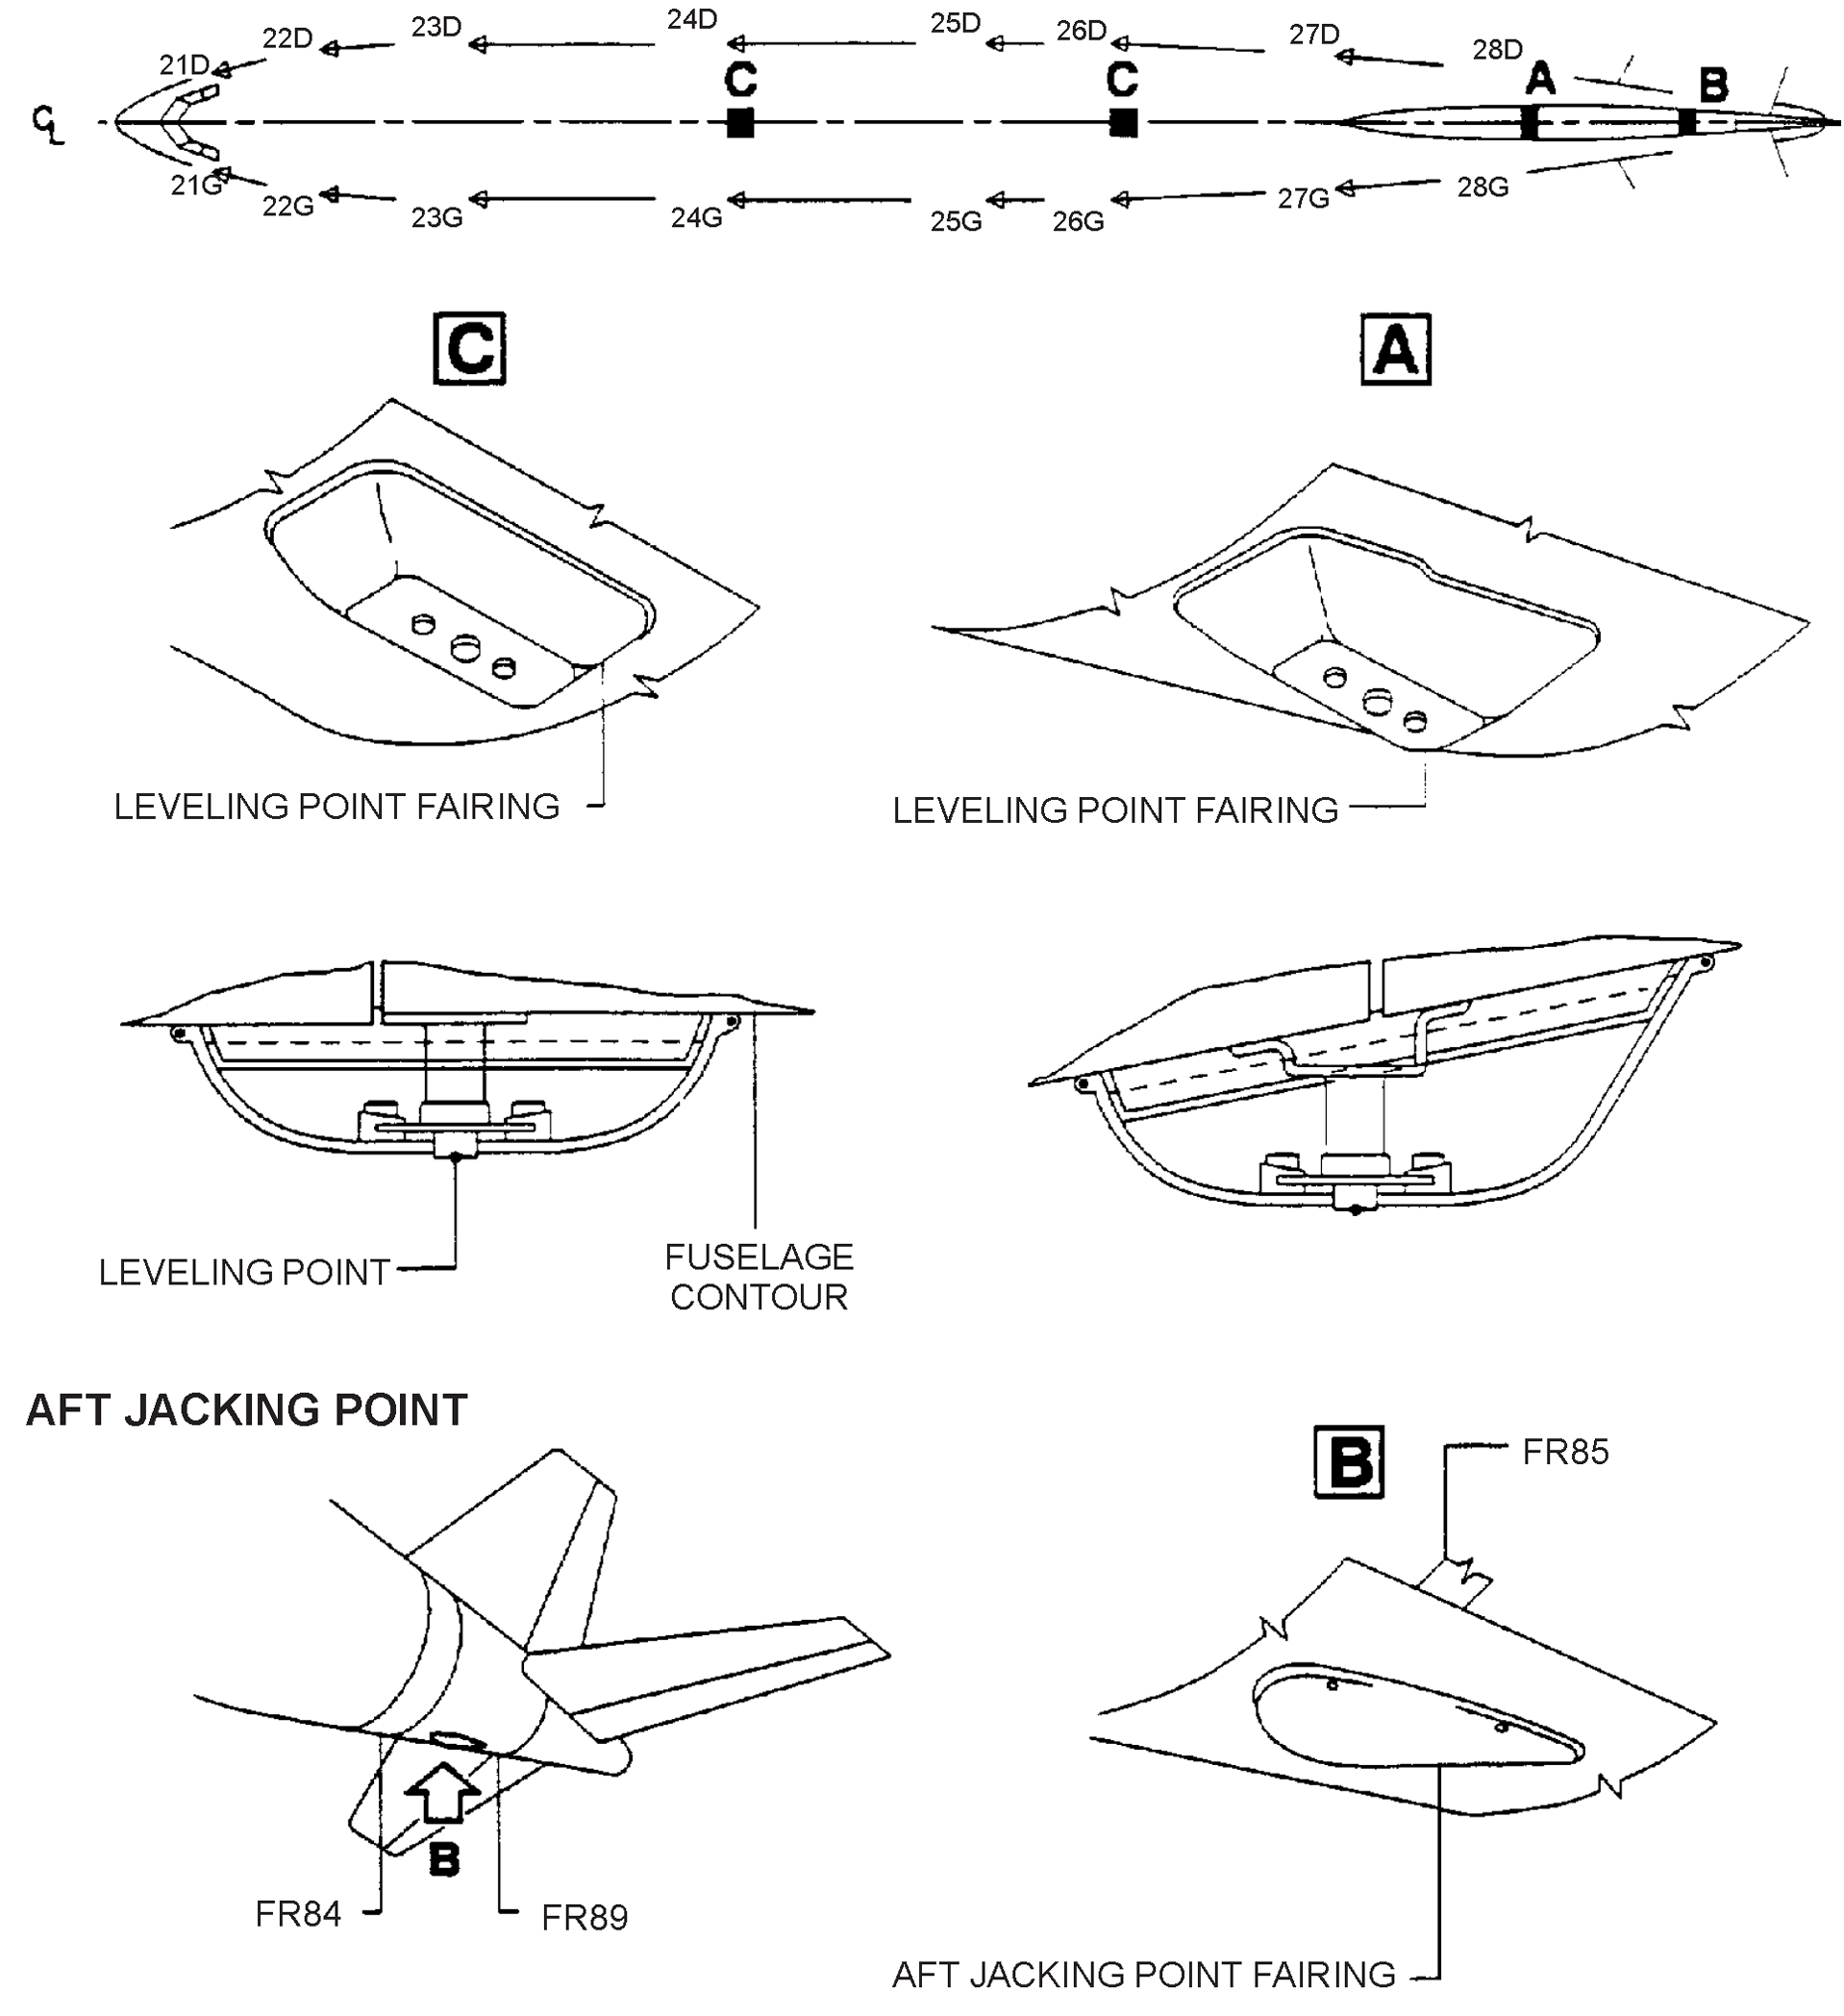 21D 22D 23D 24D 25D 26D 27D 28D
C C A B
CL
21G 22G 23G 24G 25G 26G 27G 28G
C
A
LEVELING POINT FAIRING
LEVELING POINT FAIRING
LEVELING POINT
FUSELAGE
CONTOUR
AFT JACKING POINT
B
FR85
B
FR84
FR89
AFT JACKING POINT FAIRING